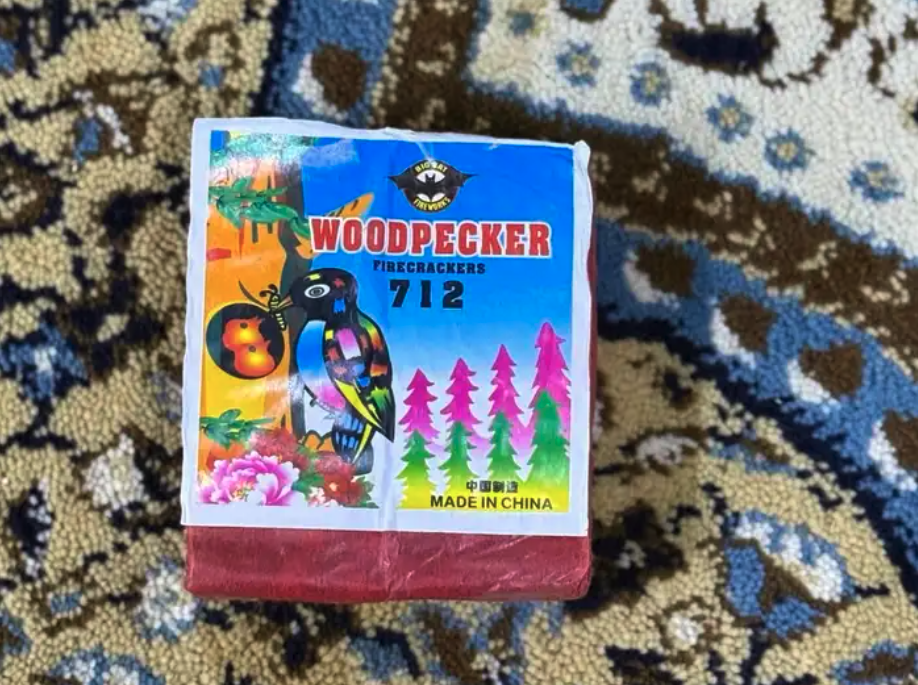 BIG BAT
FIREWORKS
WOODPECKER
FIRECRACKERS
712
中国制造
MADE IN CHINA